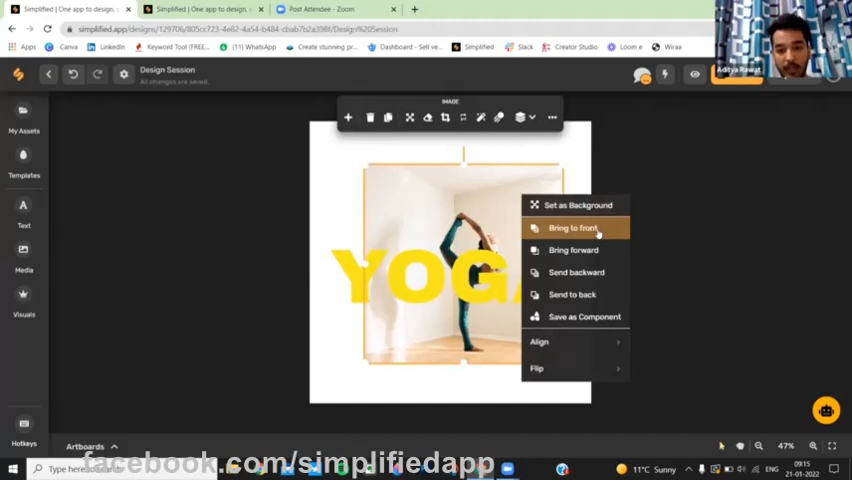 Simplified | One app to design, c
Simplified | One app to design, c
Post Attendee - Zoom
simplified.app/designs/129706/805cc723-4e82-4a54-b484-cbab7b2a398f/Design%20Session
Apps
Canva
LinkedIn
Keyword Tool (FREE)...
(11) WhatsApp
Create stunning pr...
Dashboard - Sell ve...
Simplified
Slack
Creator Studio
Loom e
Wiraa
Aditya Rawat
Design Session
All changes are saved.
IMAGE
My Assets
Templates
Text
Media
Visuals
Hotkeys
YOGA
Set as Background
Bring to front
Bring forward
Send backward
Send to back
Save as Component
Align
Flip
Artboards
47%
Type here
facebook.com/simplifiedapp
11°C Sunny
ENG
09:15
21-01-2022